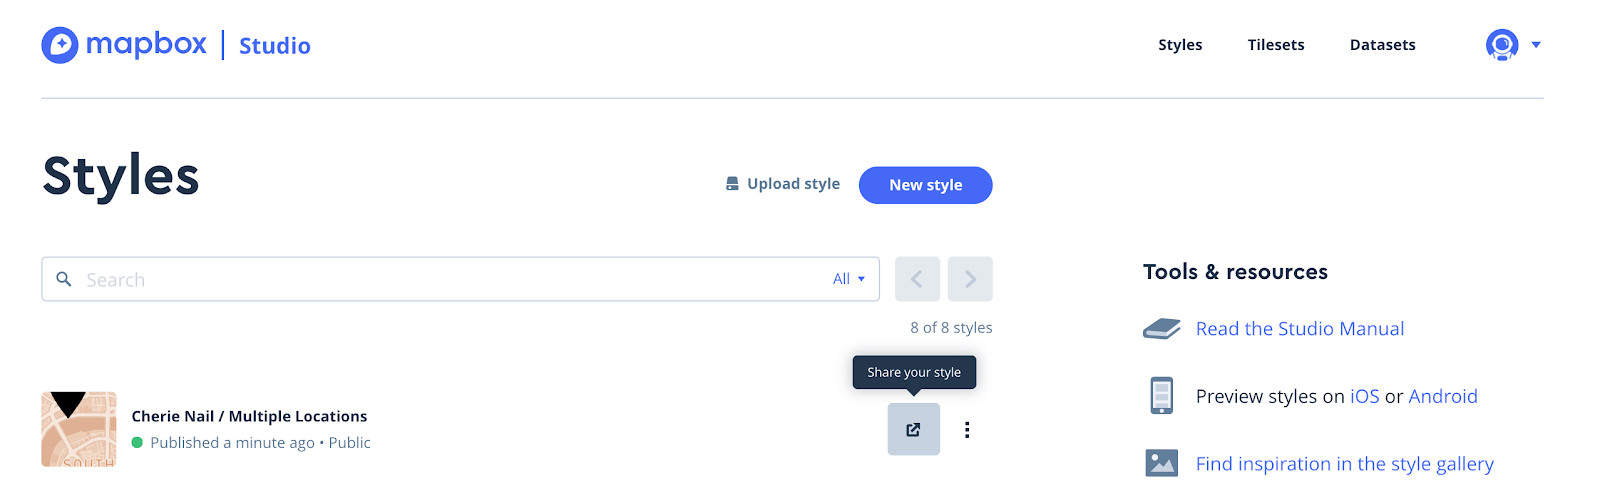 mapbox | Studio
Styles Tilesets Datasets
Styles
Upload style
New style
Search
All
8 of 8 styles
Share your style
Cherie Nail / Multiple Locations
Published a minute ago • Public
SOUTH
Tools & resources
Read the Studio Manual
Preview styles on iOS or Android
Find inspiration in the style gallery